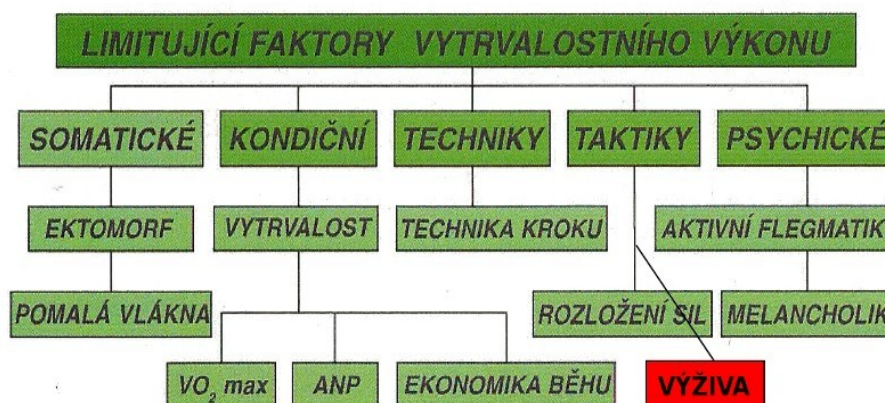 LIMITUJÍCÍ FAKTORY VYTRVALOSTNÍHO VÝKONU
SOMATICKÉ KONDIČNÍ TECHNIKY TAKTIKY PSYCHICKÉ
EKTOMORF VYTRVALOST TECHNIKA KROKU AKTIVNÍ FLEGMATIK
POMALÁ VLÁKNA ROZLOŽENÍ SIL MELANCHOLIK
VO₂ max ANP EKONOMIKA BĚHU VÝŽIVA